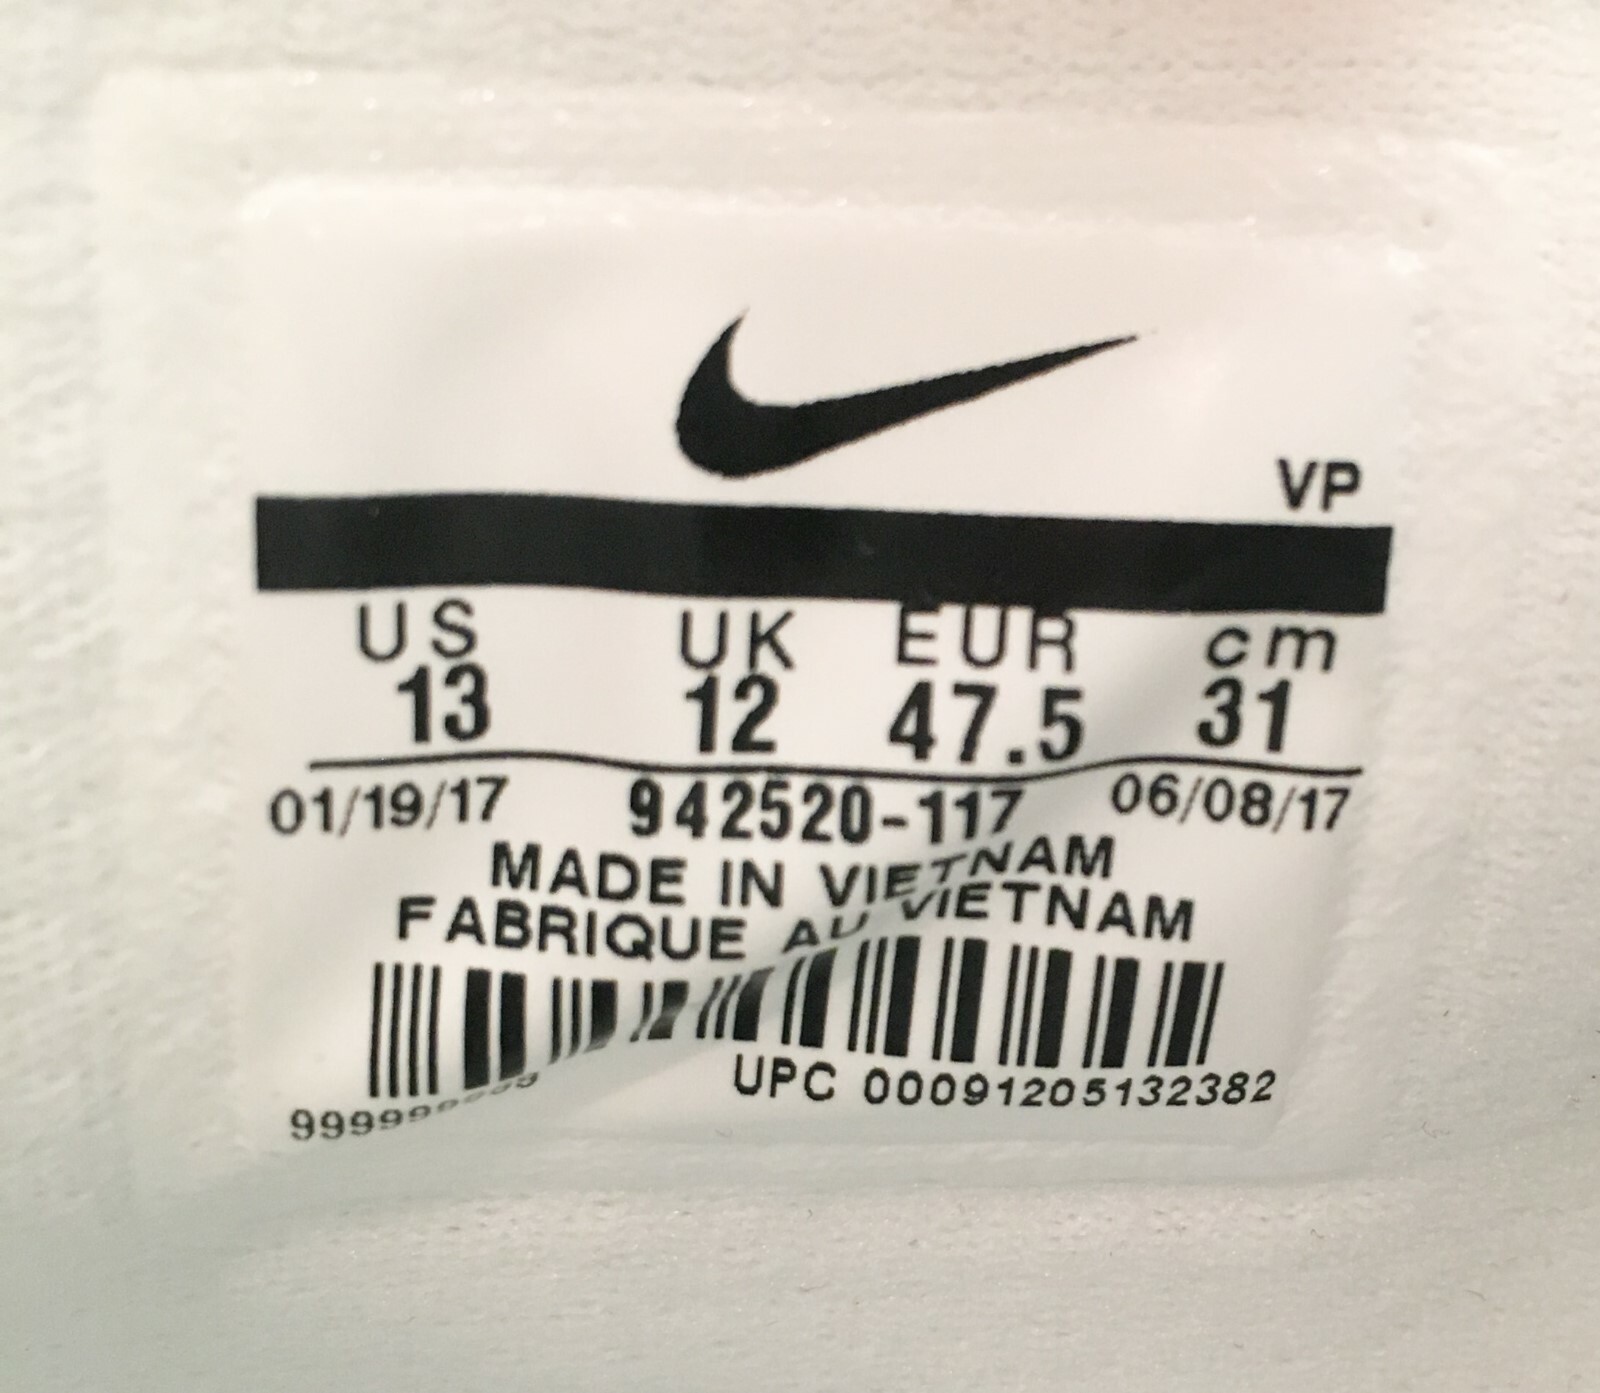 VP
US UK EUR cm
13 12 47.5 31
01/19/17 942520-117 06/08/17
MADE IN VIETNAM
FABRIQUE AU VIETNAM
UPC 00091205132382